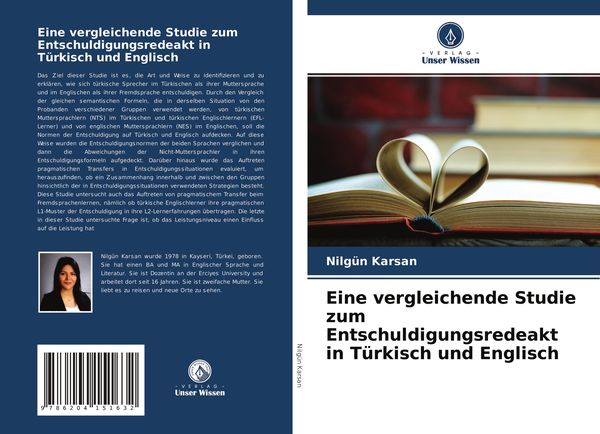 Eine vergleichende Studie zum
Entschuldigungsredeakt in
Türkisch und Englisch
Das Ziel dieser Studie ist es, die Art und Weise zu identifizieren und zu
erklären, wie sich türkische Sprecher im Türkischen als ihrer Muttersprache
und im Englischen als ihrer Fremdsprache entschuldigen. Durch den Vergleich
der gleichen semantischen Formeln, die in derselben Situation von den
Probanden verschiedener Gruppen verwendet werden, von türkischen
Muttersprachlern (NTS) im Türkischen und türkischen Englischlernern (EFL-
Lerner) und von englischen Muttersprachlern (NES) im Englischen, soll die
Normen der Entschuldigung auf Türkisch und Englisch aufdecken. Auf diese
Weise wurden die Entschuldigungsnormen der beiden Sprachen verglichen und
dann die Abweichungen der Nicht-Muttersprachler in ihren
Entschuldigungsformeln aufgedeckt. Darüber hinaus wurde das Auftreten
pragmatischen Transfers in Entschuldigungssituationen evaluiert, um
herauszufinden, ob ein Zusammenhang innerhalb und zwischen den Gruppen
hinsichtlich der in Entschuldigungssituationen verwendeten Strategien besteht.
Diese Studie untersucht auch das Auftreten von pragmatischem Transfer beim
Fremdsprachenlernen, nämlich ob türkische Englischlerner ihre pragmatischen
L1-Muster der Entschuldigung in ihre L2-Lernerfahrungen übertragen. Die letzte
in dieser Studie untersuchte Frage ist, ob das Leistungsniveau einen Einfluss
auf die Leistung hat
Nilgün Karsan wurde 1978 in Kayseri, Türkei, geboren.
Sie hat einen BA und MA in Englischer Sprache und
Literatur. Sie ist Dozentin an der Erciyes University und
arbeitet dort seit 16 Jahren. Sie ist zweifache Mutter. Sie
liebt es zu reisen und neue Orte zu sehen.
9 786204 151632
VERLAG
Unser Wissen
Nilgün Karsan
VERLAG
Unser Wissen
Nilgün Karsan
Eine vergleichende Studie
zum
Entschuldigungsredeakt
in Türkisch und Englisch